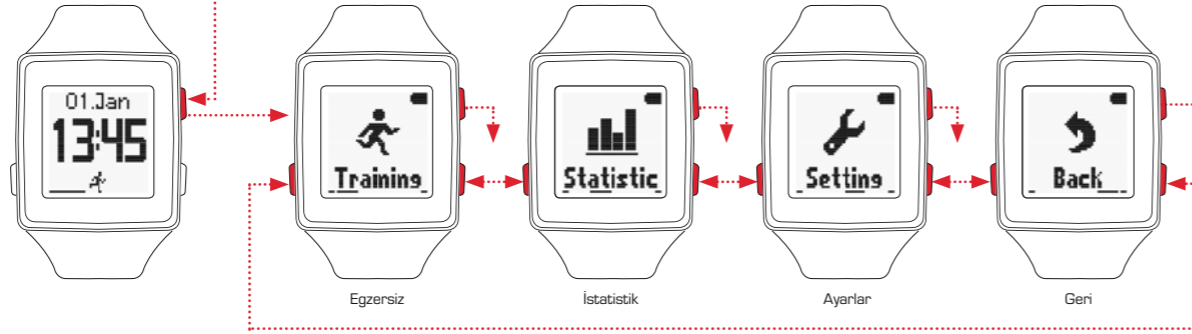 01.Jan
13:45
Training
Statistic
Setting
Back
Egzersiz
İstatistik
Ayarlar
Geri